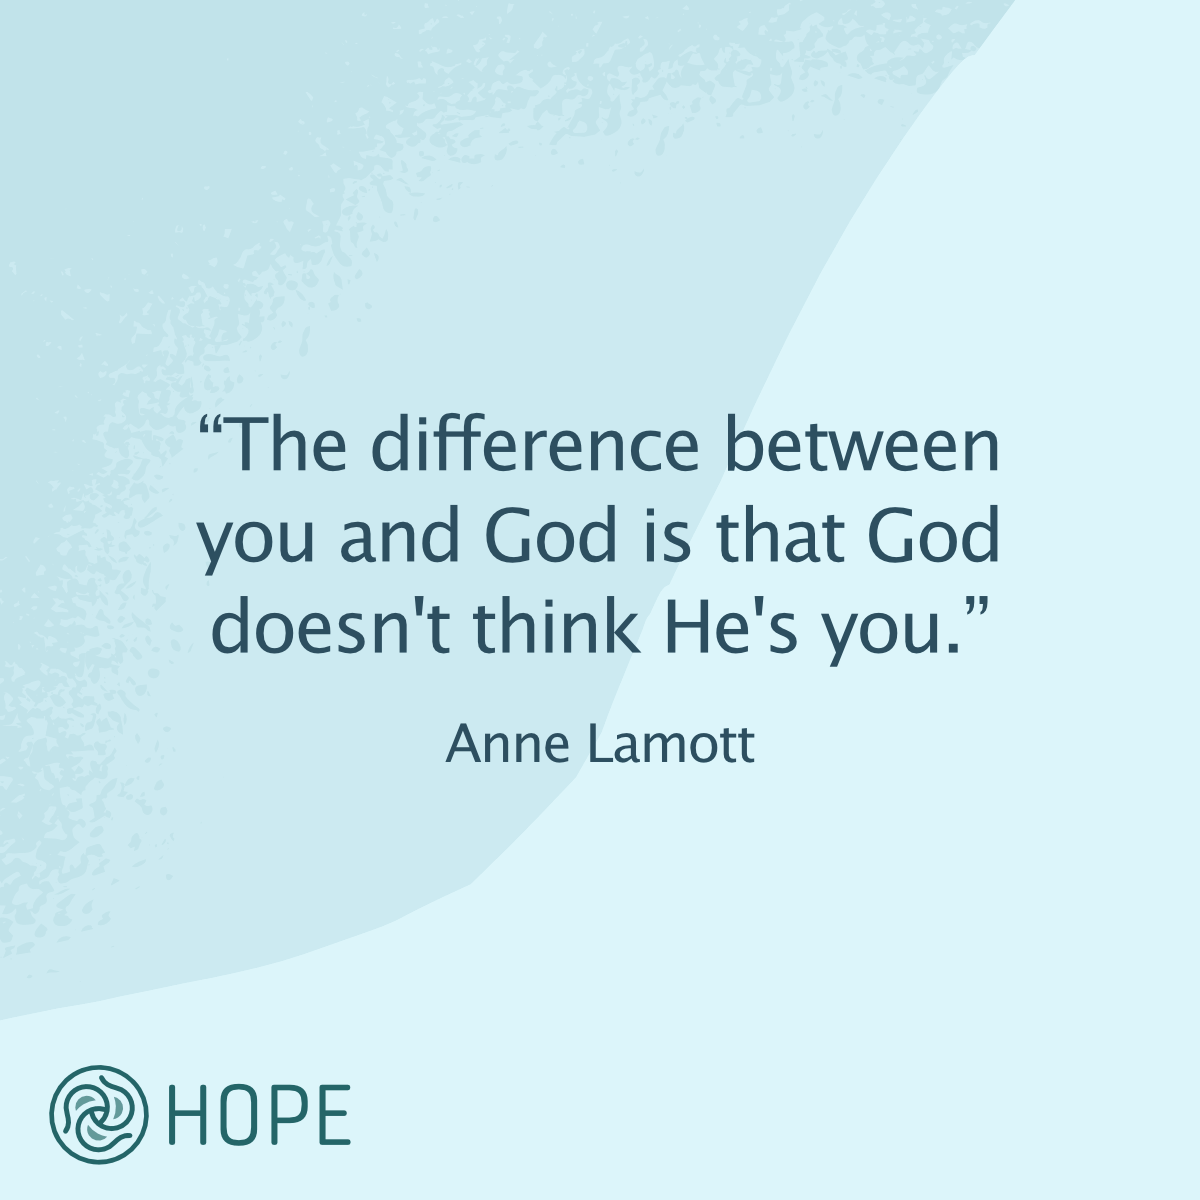 “The difference between
you and God is that God
doesn't think He's you.”
Anne Lamott
HOPE